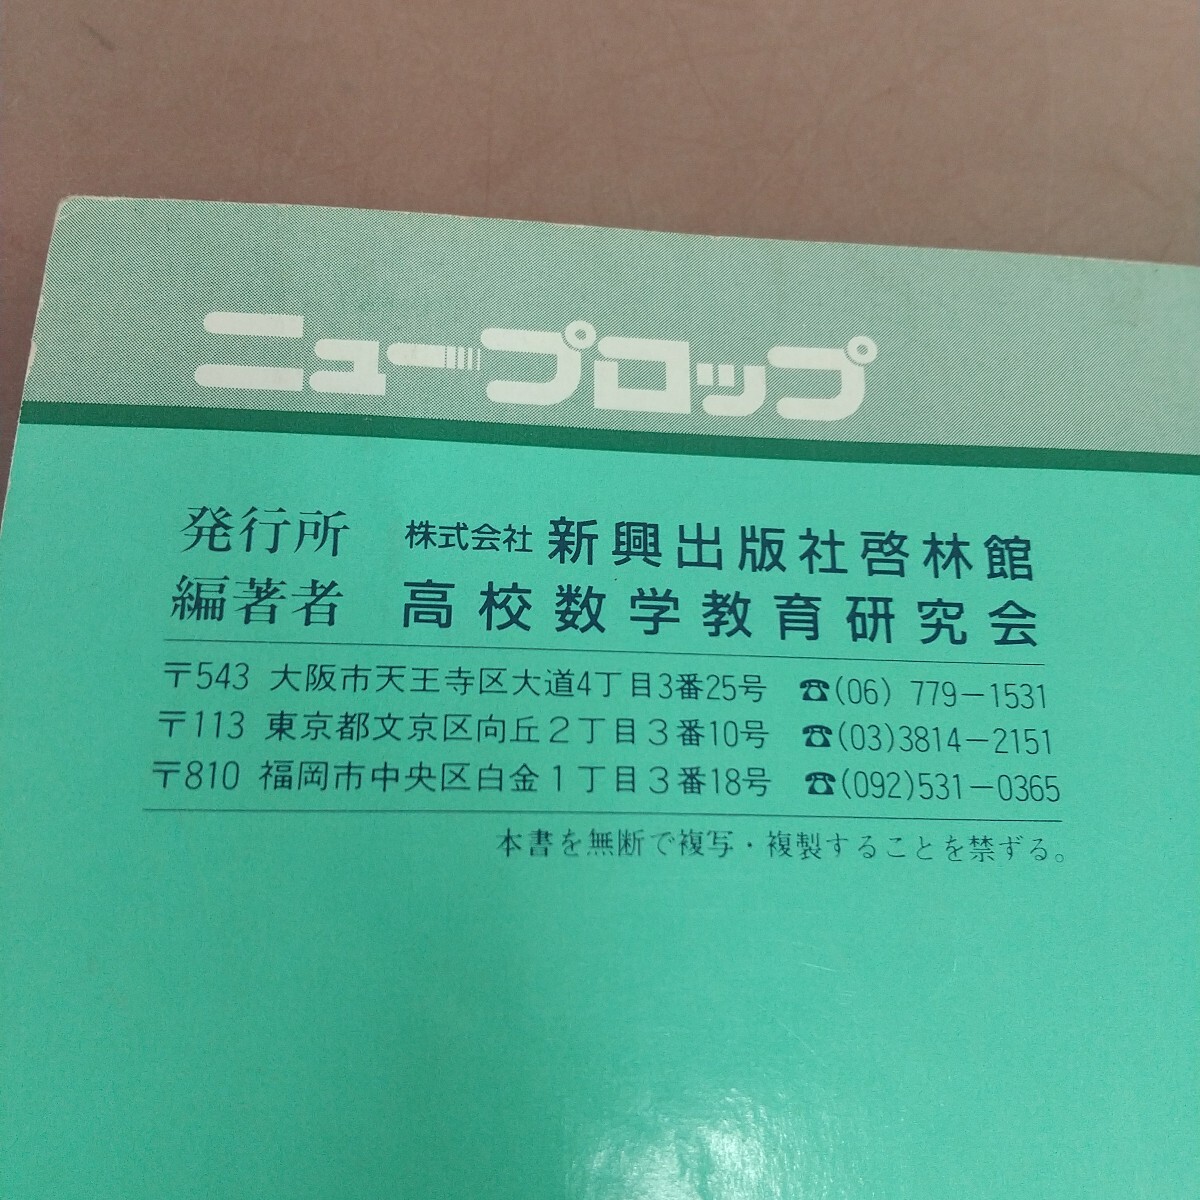 ニュープロップ
発行所 株式会社 新興出版社啓林館
編著者 高校数学教育研究会
〒543 大阪市天王寺区大道4丁目3番25号 ☎(06) 779-1531
〒113 東京都文京区向丘2丁目3番10号 ☎(03)3814-2151
〒810 福岡市中央区白金1丁目3番18号 ☎(092)531-0365
本書を無断で複写・複製することを禁ずる。